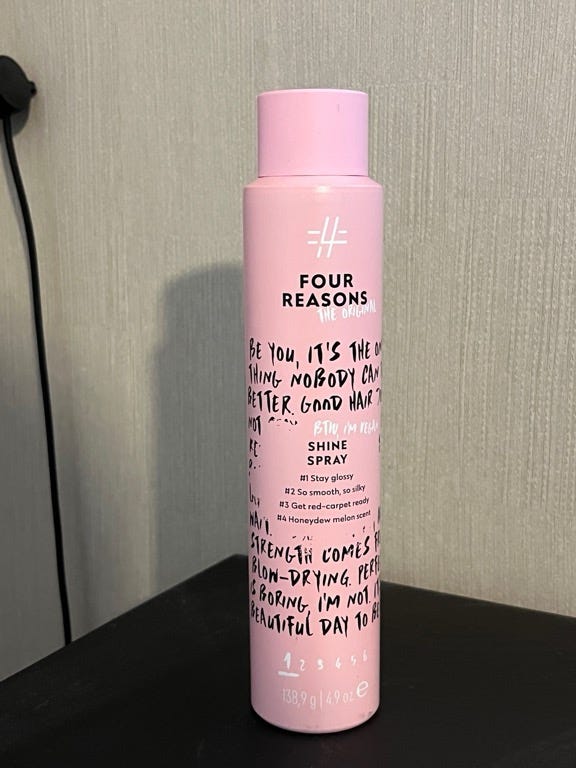 #4
FOUR
REASONS
THE ORIGINAL
BE YOU, IT'S THE
THING NOBODY CAN
BETTER. GOOD HAIR
NOT
BTW I'M VEGAN
SHINE
SPRAY
#1 Stay glossy
#2 So smooth, so silky
#3 Get red-carpet ready
#4 Honeydew melon scent
STRENGTH COMES
BLOW-DRYING.
IS BORING, I'M NOT.
BEAUTIFUL DAY TO
1 2 3 4 5 6
138,9 g | 4.9 oz e